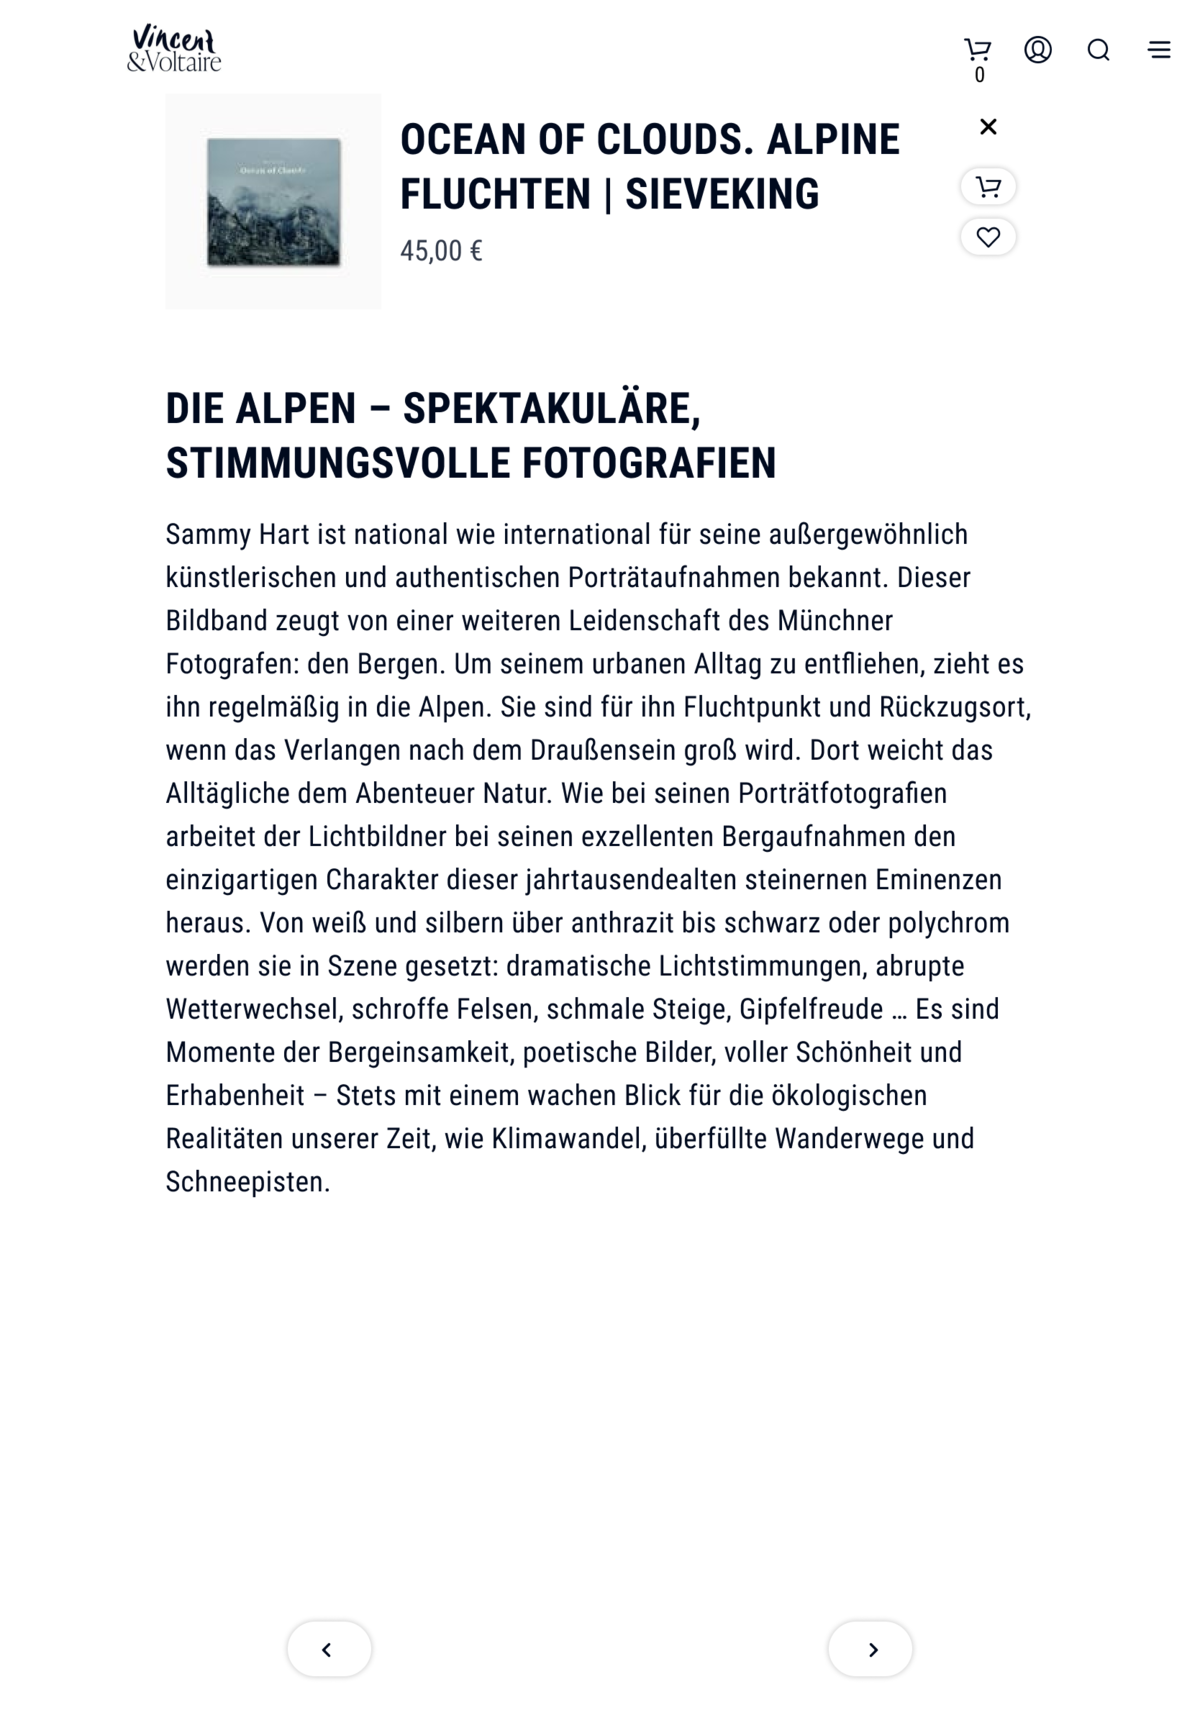 Vincent
&Voltaire
0
Ocean of Clouds
OCEAN OF CLOUDS. ALPINE
FLUCHTEN | SIEVEKING
45,00 €
DIE ALPEN – SPEKTAKULÄRE,
STIMMUNGSVOLLE FOTOGRAFIEN
Sammy Hart ist national wie international für seine außergewöhnlich
künstlerischen und authentischen Porträtaufnahmen bekannt. Dieser
Bildband zeugt von einer weiteren Leidenschaft des Münchner
Fotografen: den Bergen. Um seinem urbanen Alltag zu entfliehen, zieht es
ihn regelmäßig in die Alpen. Sie sind für ihn Fluchtpunkt und Rückzugsort,
wenn das Verlangen nach dem Draußensein groß wird. Dort weicht das
Alltägliche dem Abenteuer Natur. Wie bei seinen Porträtfotografien
arbeitet der Lichtbildner bei seinen exzellenten Bergaufnahmen den
einzigartigen Charakter dieser jahrtausendealten steinernen Eminenzen
heraus. Von weiß und silbern über anthrazit bis schwarz oder polychrom
werden sie in Szene gesetzt: dramatische Lichtstimmungen, abrupte
Wetterwechsel, schroffe Felsen, schmale Steige, Gipfelfreude … Es sind
Momente der Bergeinsamkeit, poetische Bilder, voller Schönheit und
Erhabenheit – Stets mit einem wachen Blick für die ökologischen
Realitäten unserer Zeit, wie Klimawandel, überfüllte Wanderwege und
Schneepisten.